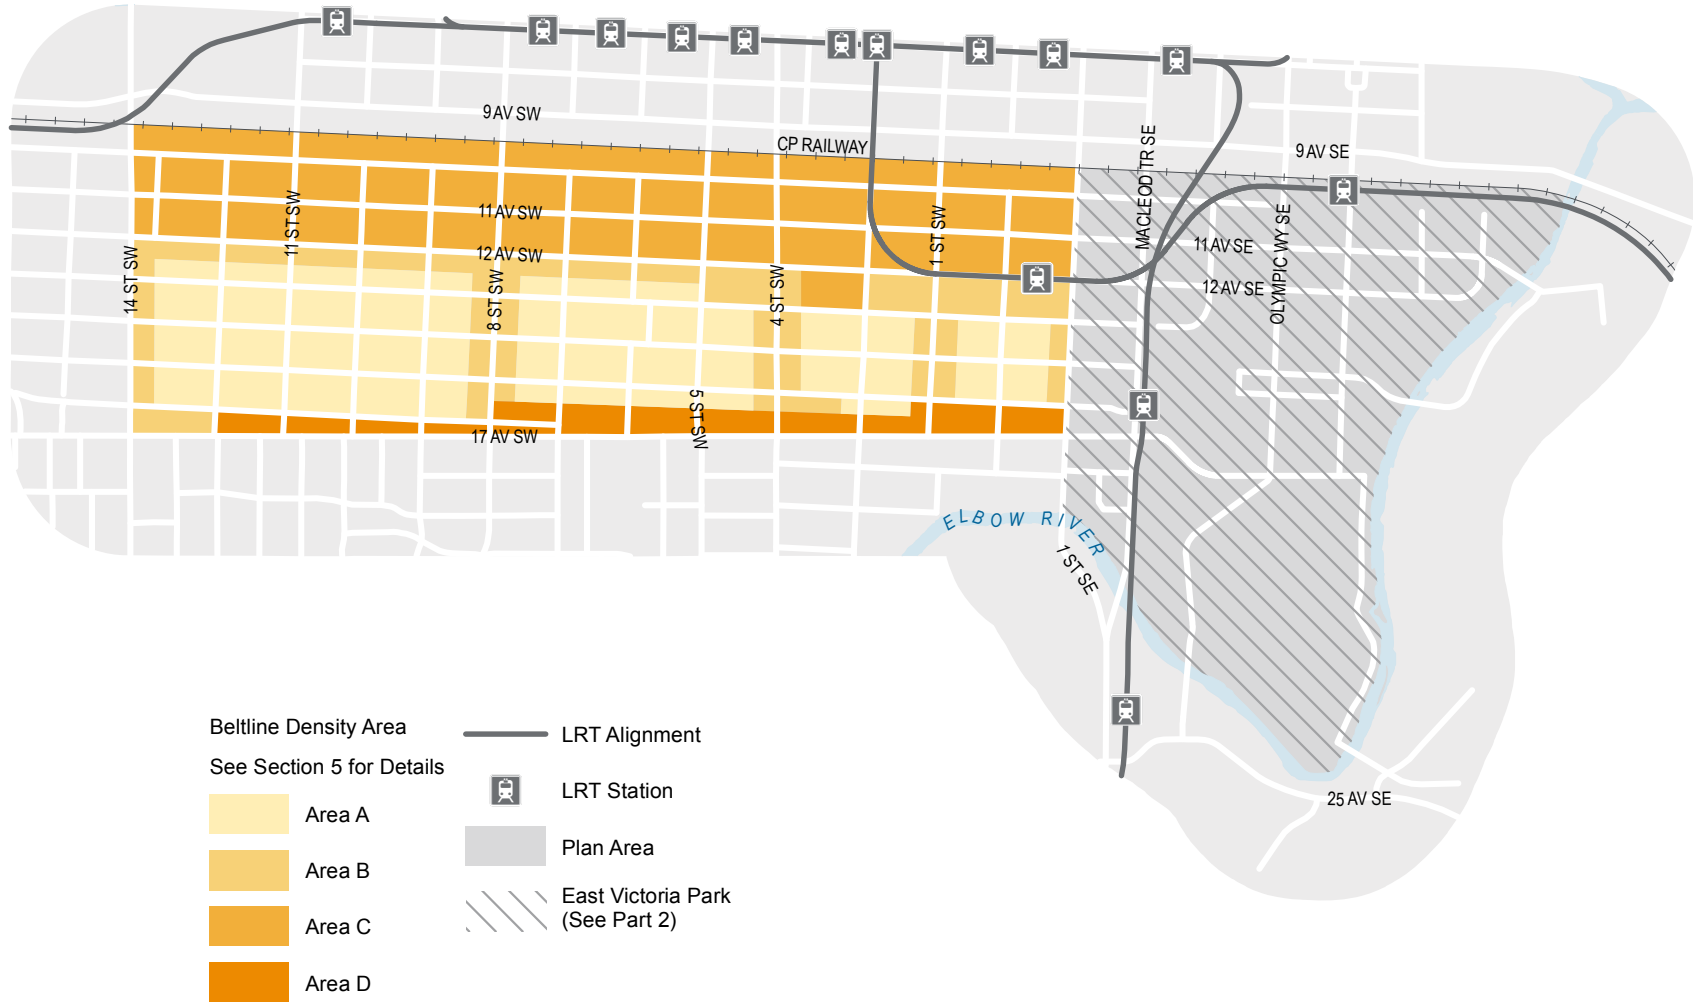 9 AV SW
CP RAILWAY
MACLEOD TR SE
9 AV SE
11 ST SW
11 AV SW
1 ST SW
11 AV SE
14 ST SW
12 AV SW
8 ST SW
4 ST SW
12 AV SE
OLYMPIC WY SE
5 ST SW
17 AV SW
ELBOW RIVER
1 ST SE
25 AV SE
Beltline Density Area
See Section 5 for Details
Area A
Area B
Area C
Area D
LRT Alignment
LRT Station
Plan Area
East Victoria Park
(See Part 2)